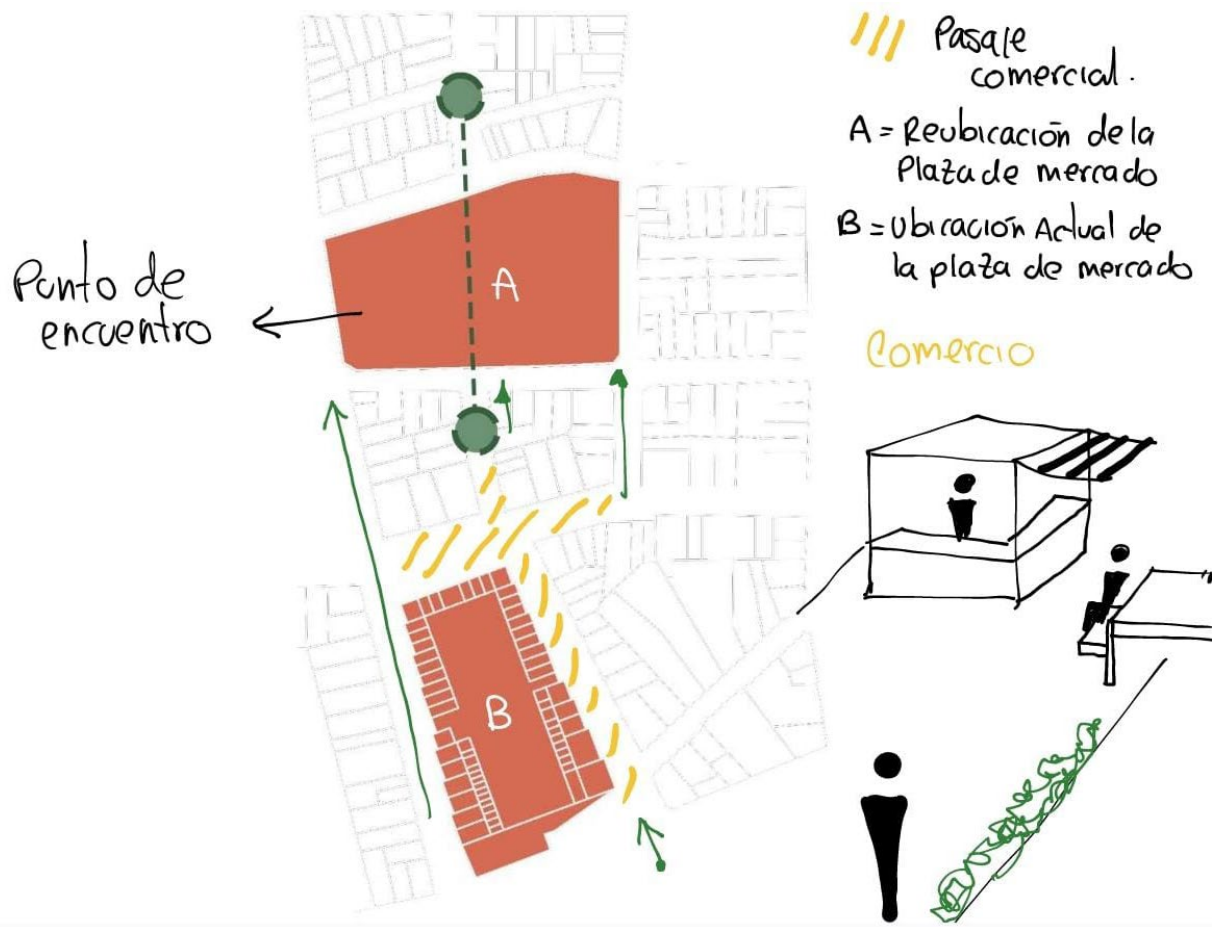 Pasaje
comercial.
A = Reubicación de la
Plaza de mercado
B = Ubicación Actual de
la plaza de mercado
Punto de
encuentro
A
Comercio
B